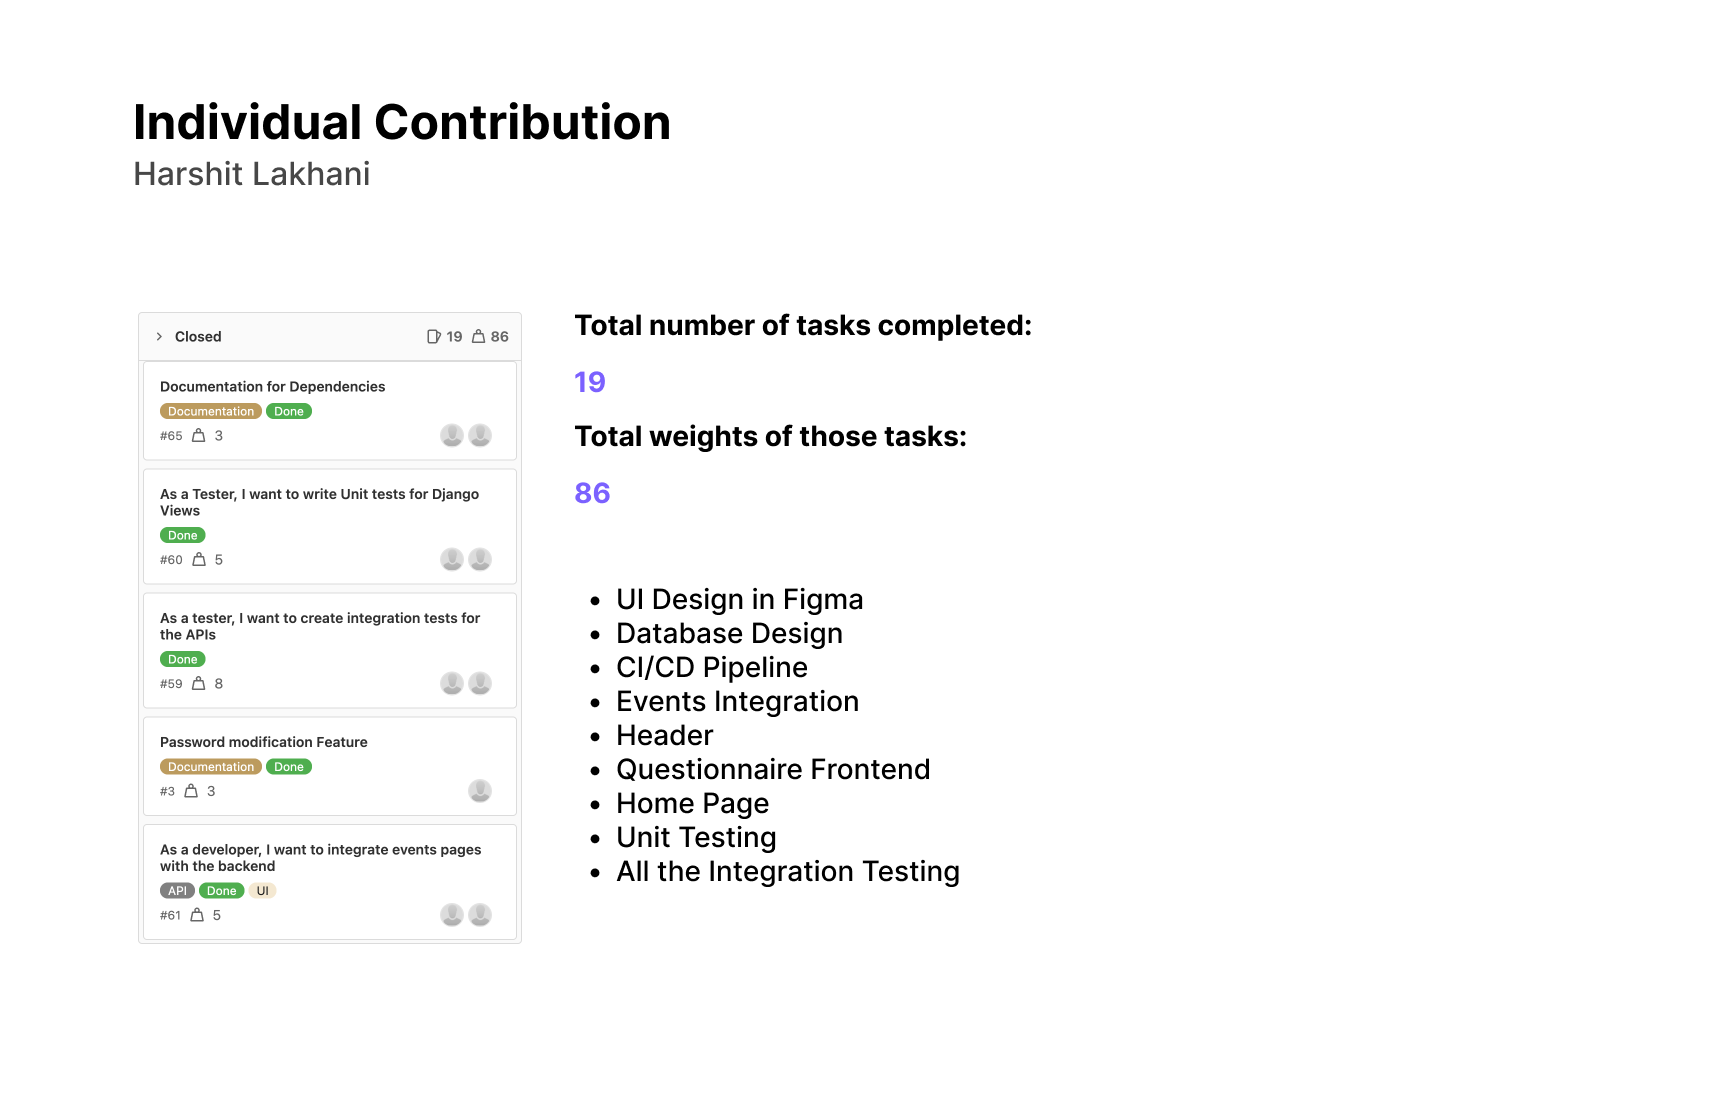 Individual Contribution
Harshit Lakhani
Closed 19 86
Documentation for Dependencies
Documentation Done
#65 3
As a Tester, I want to write Unit tests for Django
Views
Done
#60 5
As a tester, I want to create integration tests for
the APIs
Done
#59 8
Password modification Feature
Documentation Done
#3 3
As a developer, I want to integrate events pages
with the backend
API Done UI
#61 5
Total number of tasks completed:
19
Total weights of those tasks:
86
• UI Design in Figma
• Database Design
• CI/CD Pipeline
• Events Integration
• Header
• Questionnaire Frontend
• Home Page
• Unit Testing
• All the Integration Testing